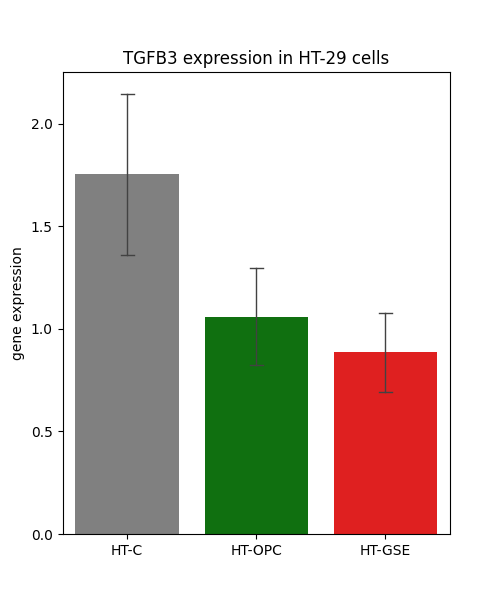 TGFB3 expression in HT-29 cells
gene expression
2.0
1.5
1.0
0.5
0.0
HT-C
HT-OPC
HT-GSE